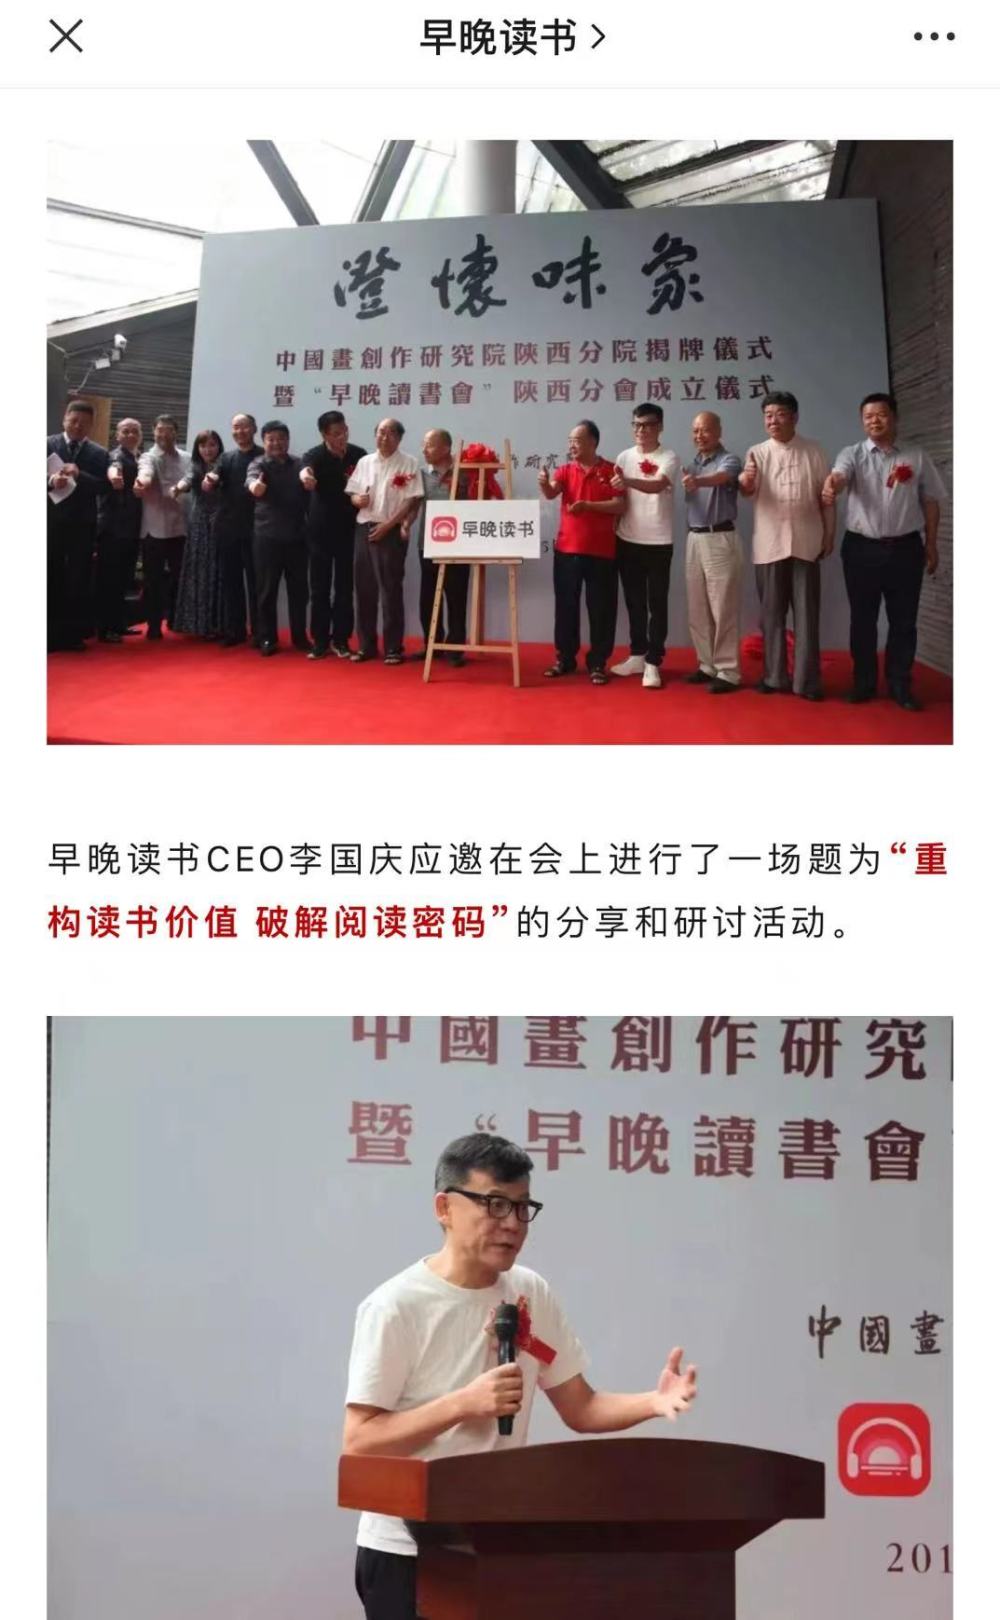 早晚读书
澄懷味象
中國畫創作研究院陝西分院揭牌儀式
暨“早晚讀書會”陝西分會成立儀式
作研究
早晚读书
早晚读书CEO李国庆应邀在会上进行了一场题为“重
构读书价值 破解阅读密码”的分享和研讨活动。
中國畫創作研究
暨“早晚讀書會
中國畫
201